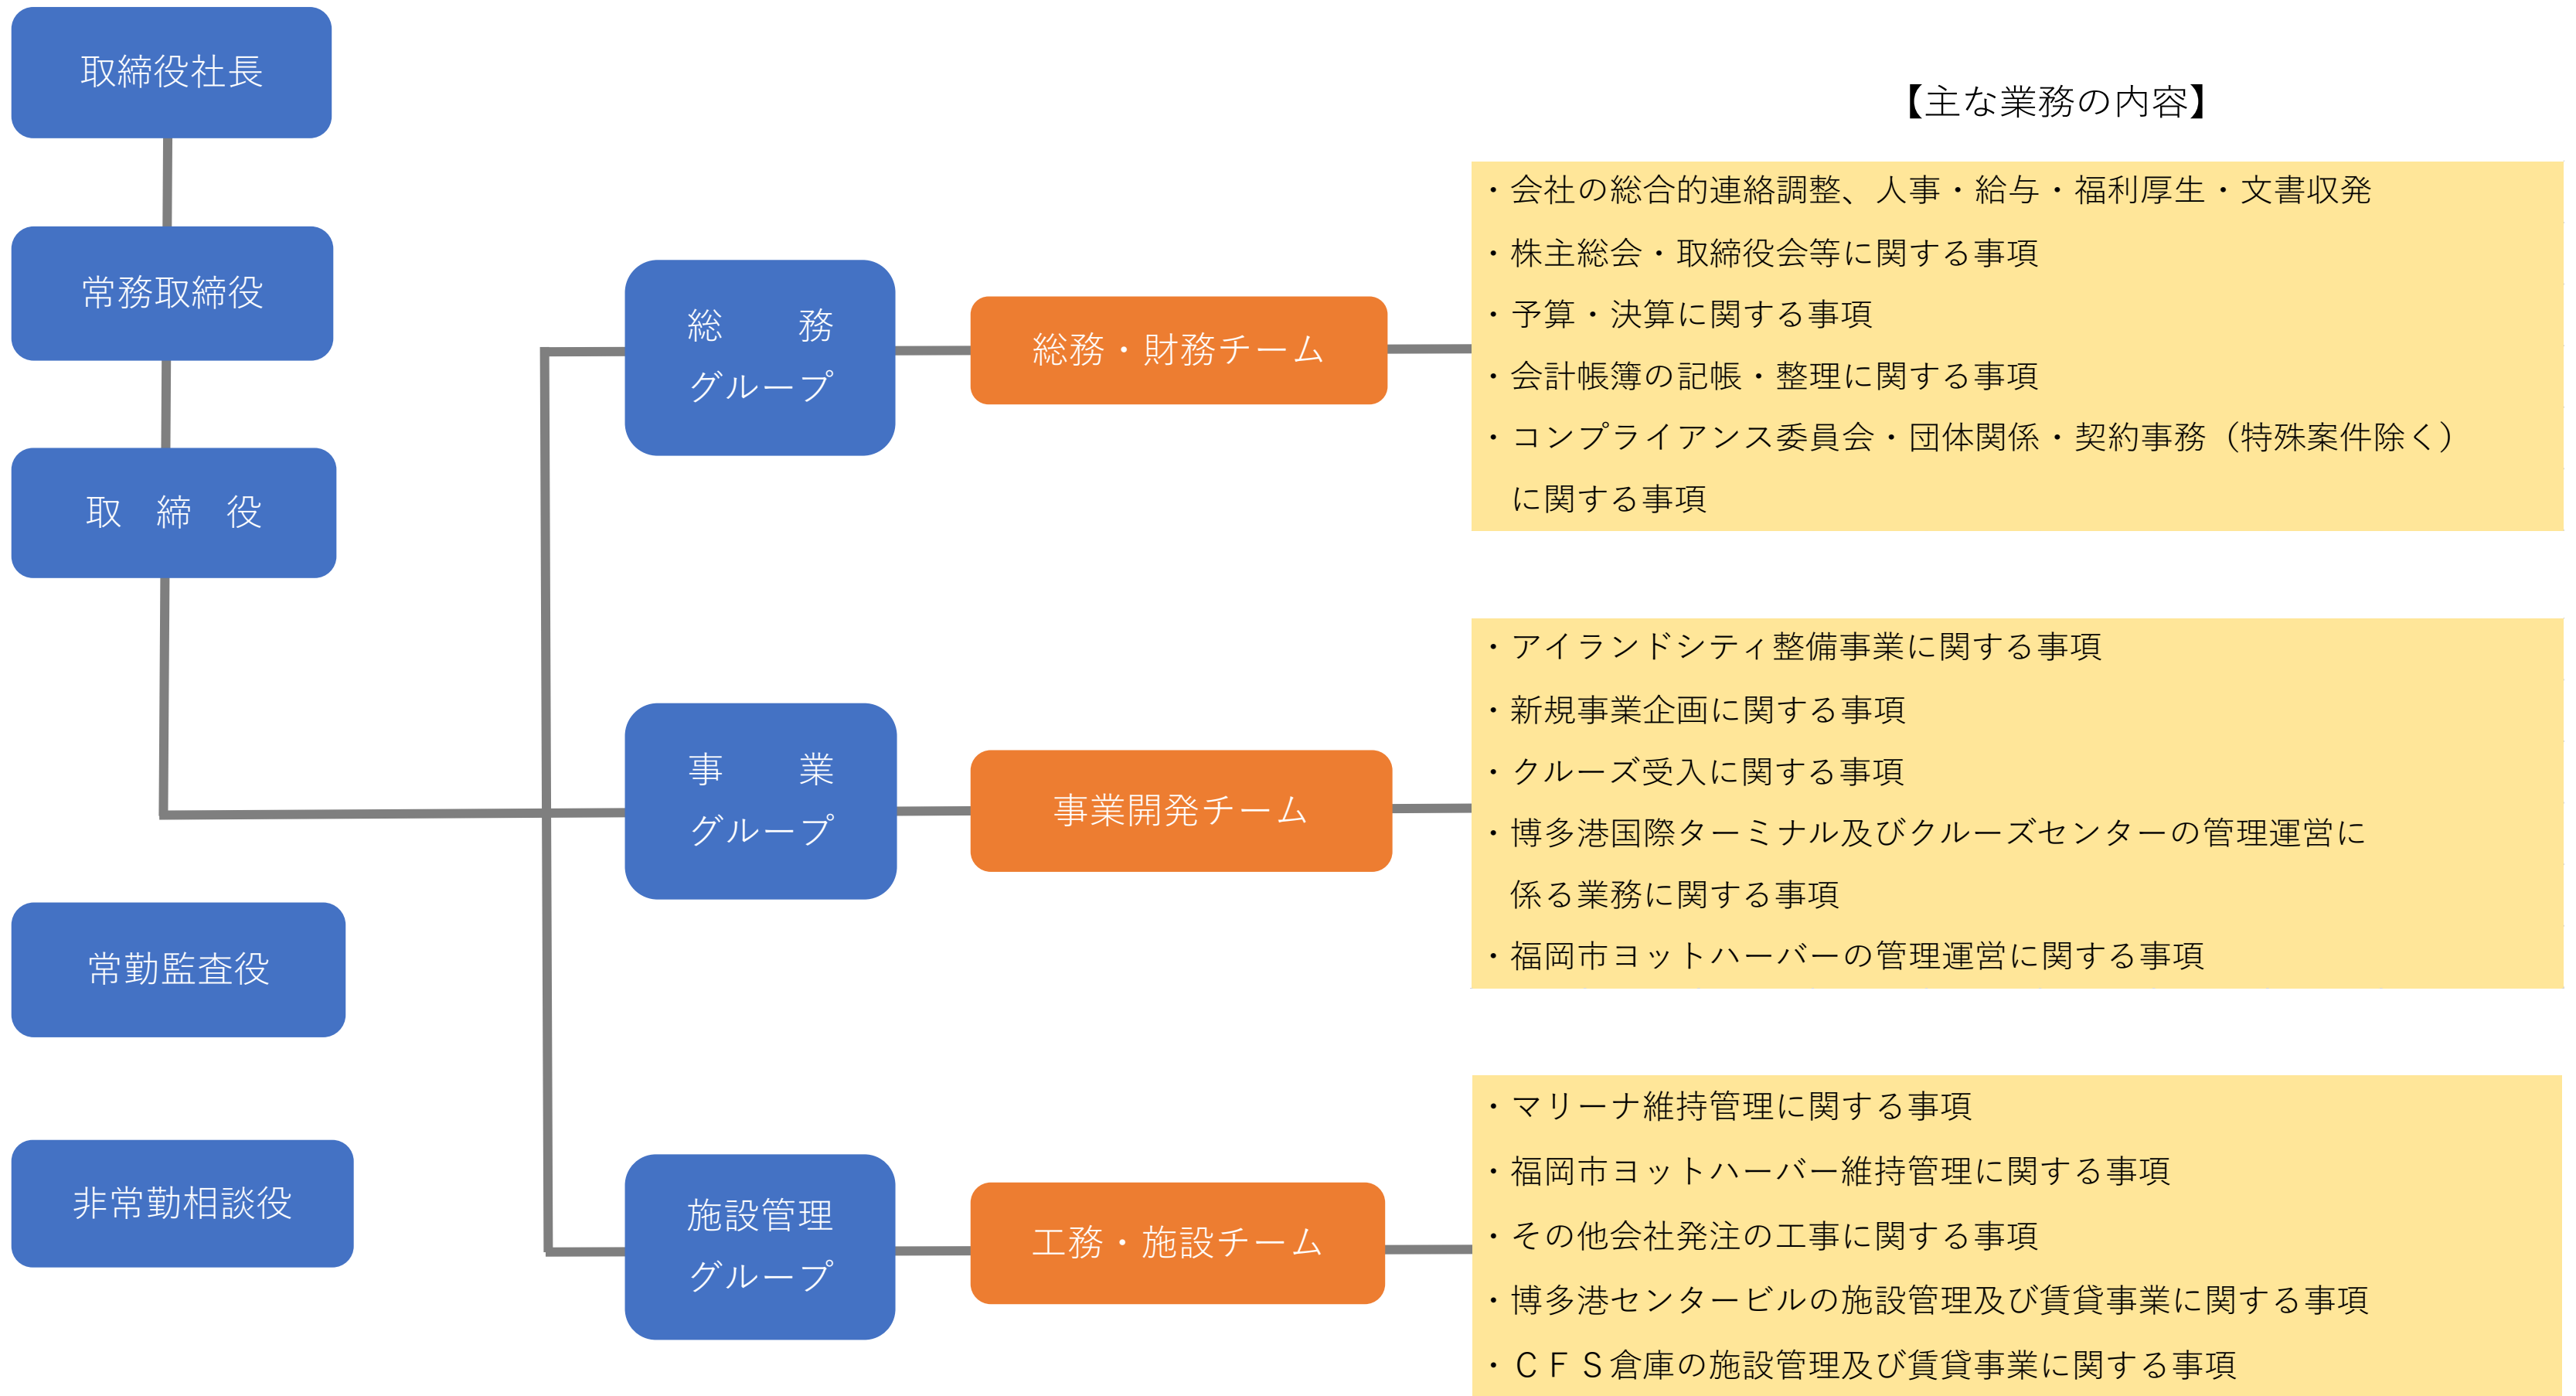 取締役社長
常務取締役
取　締　役
常勤監査役
非常勤相談役
総　　務
グループ
総務・財務チーム
事　　業
グループ
事業開発チーム
施設管理
グループ
工務・施設チーム
【主な業務の内容】
・会社の総合的連絡調整、人事・給与・福利厚生・文書収発
・株主総会・取締役会等に関する事項
・予算・決算に関する事項
・会計帳簿の記帳・整理に関する事項
・コンプライアンス委員会・団体関係・契約事務（特殊案件除く）
に関する事項
・アイランドシティ整備事業に関する事項
・新規事業企画に関する事項
・クルーズ受入に関する事項
・博多港国際ターミナル及びクルーズセンターの管理運営に
係る業務に関する事項
・福岡市ヨットハーバーの管理運営に関する事項
・マリーナ維持管理に関する事項
・福岡市ヨットハーバー維持管理に関する事項
・その他会社発注の工事に関する事項
・博多港センタービルの施設管理及び賃貸事業に関する事項
・ＣＦＳ倉庫の施設管理及び賃貸事業に関する事項